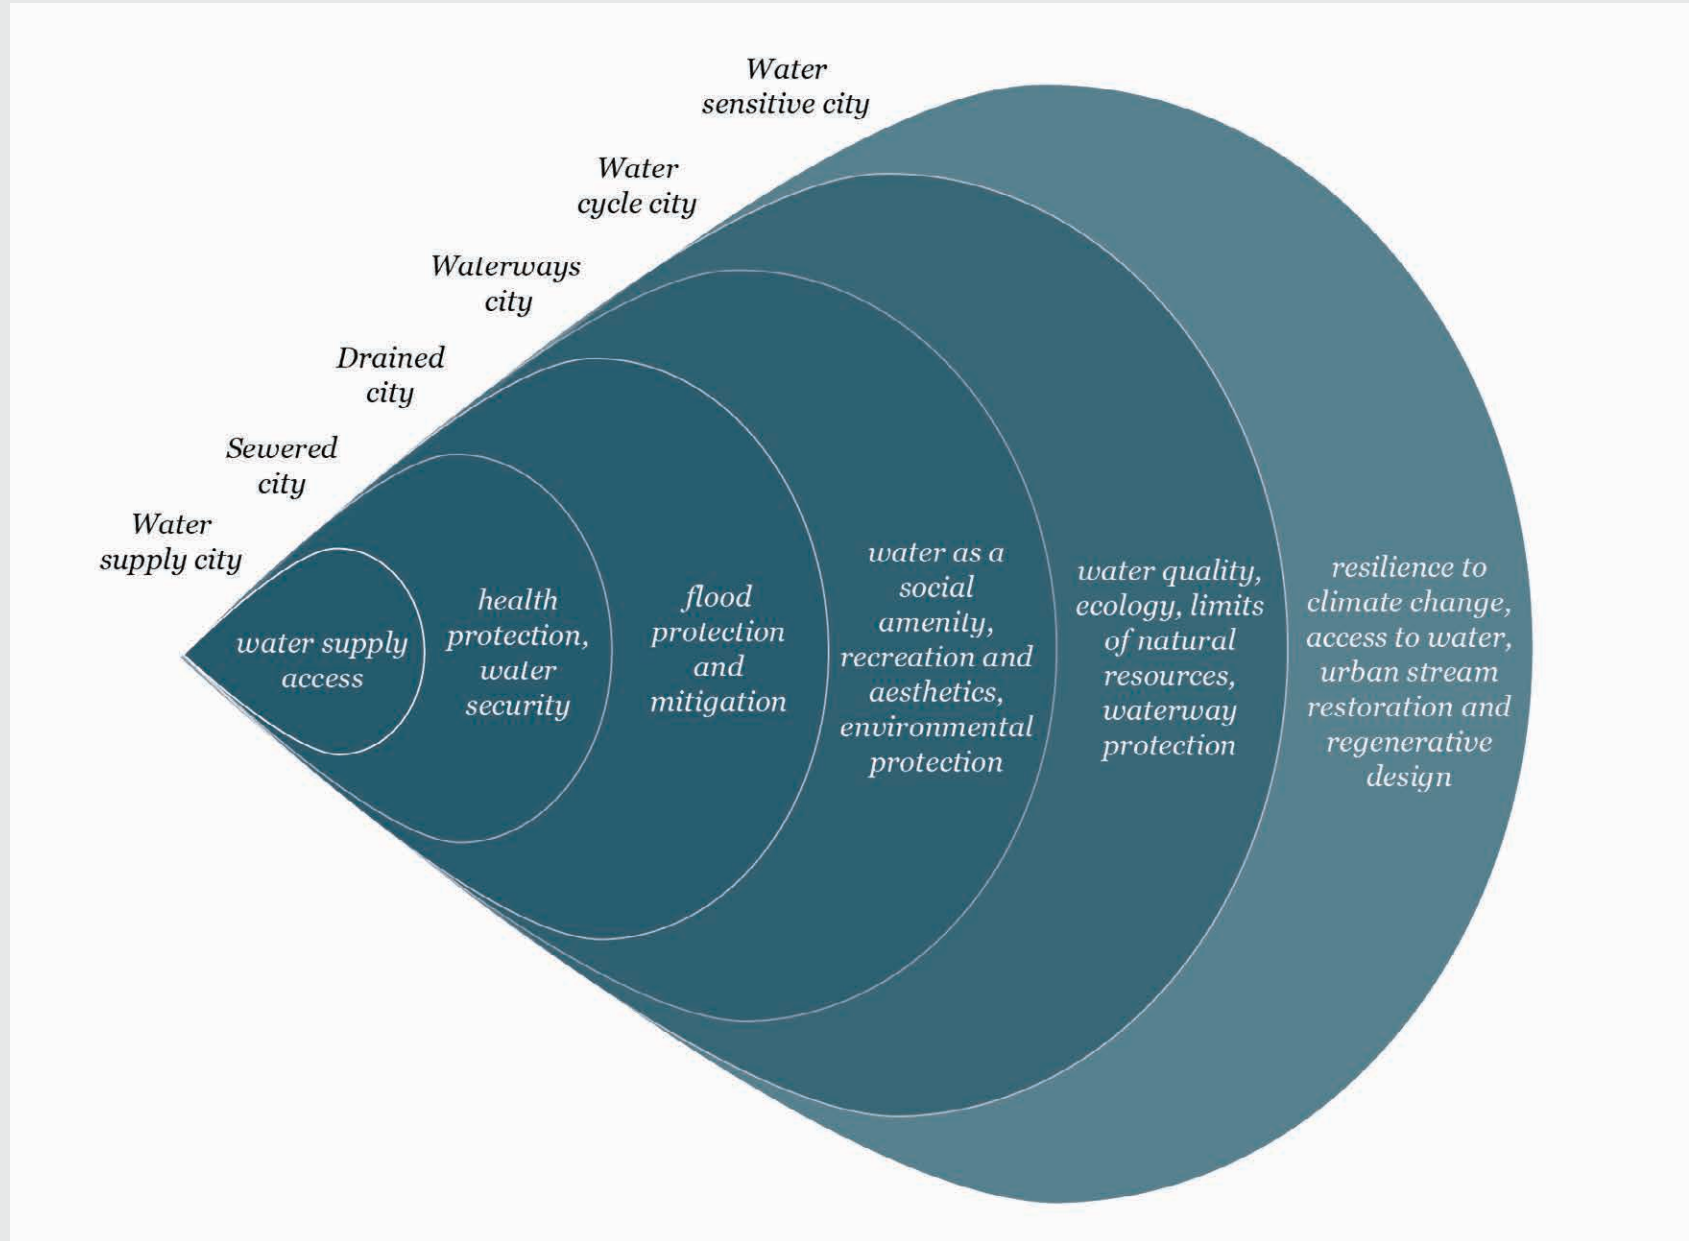 Water
sensitive city
Water
cycle city
Waterways
city
Drained
city
Sewered
city
Water
supply city
water supply
access
health
protection,
water
security
flood
protection
and
mitigation
water as a
social
amenity,
recreation and
aesthetics,
environmental
protection
water quality,
ecology, limits
of natural
resources,
waterway
protection
resilience to
climate change,
access to water,
urban stream
restoration and
regenerative
design